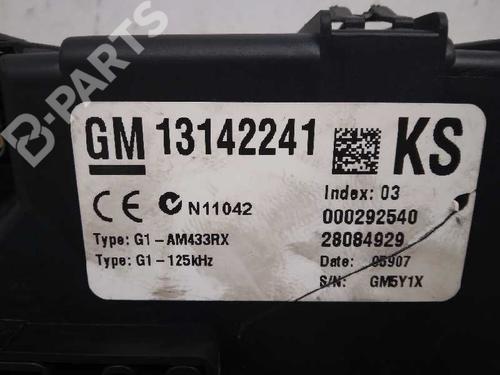 B-PARTS
GM 13142241 KS
CE N11042
Index: 03
000292540
Type: G1-AM433RX
28084929
Type: G1-125kHz
Date: 05907
S/N: GM5Y1X